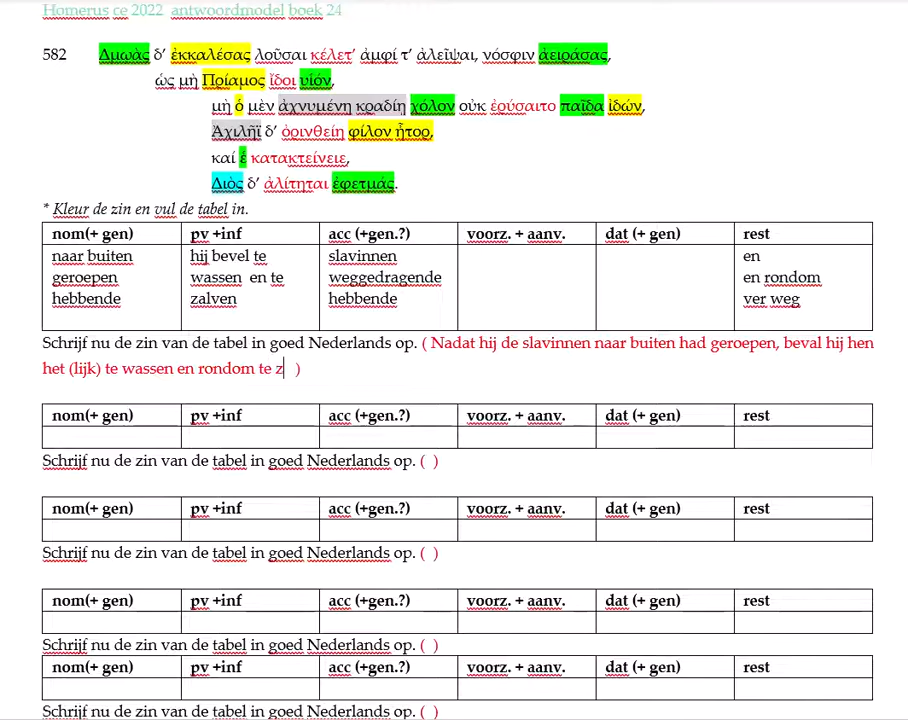 Homerus ce 2022 antwoordmodel boek 24
582 Δμῳὰς δ’ ἐκκαλέσας λοῦσαι κέλετ’ ἀμφί τ’ ἀλεῖψαι, νόσφιν ἀειράσας,
ὡς μὴ Πρίαμος ἴδοι υἱόν,
μὴ ὁ μὲν ἀχνυμένη κραδίη χόλον οὐκ ἐρύσαιτο παῖδα ἰδών,
Ἀχιλῆϊ δ’ ὀρινθείη φίλον ἦτορ,
καί ἑ κατακτείνειε,
Διὸς δ’ ἀλίτηται ἐφετμάς.
* Kleur de zin en vul de tabel in.
nom(+ gen) pv +inf acc (+gen.?) voorz. + aanv. dat (+ gen) rest
naar buiten hij bevel te slavinnen en
geroepen wassen en te weggedragende en rondom
hebbende zalven hebbende ver weg
Schrijf nu de zin van de tabel in goed Nederlands op. ( Nadat hij de slavinnen naar buiten had geroepen, beval hij hen
het (lijk) te wassen en rondom te z )
nom(+ gen) pv +inf acc (+gen.?) voorz. + aanv. dat (+ gen) rest
Schrijf nu de zin van de tabel in goed Nederlands op. ( )
nom(+ gen) pv +inf acc (+gen.?) voorz. + aanv. dat (+ gen) rest
Schrijf nu de zin van de tabel in goed Nederlands op. ( )
nom(+ gen) pv +inf acc (+gen.?) voorz. + aanv. dat (+ gen) rest
Schrijf nu de zin van de tabel in goed Nederlands op. ( )
nom(+ gen) pv +inf acc (+gen.?) voorz. + aanv. dat (+ gen) rest
Schrijf nu de zin van de tabel in goed Nederlands op. ( )